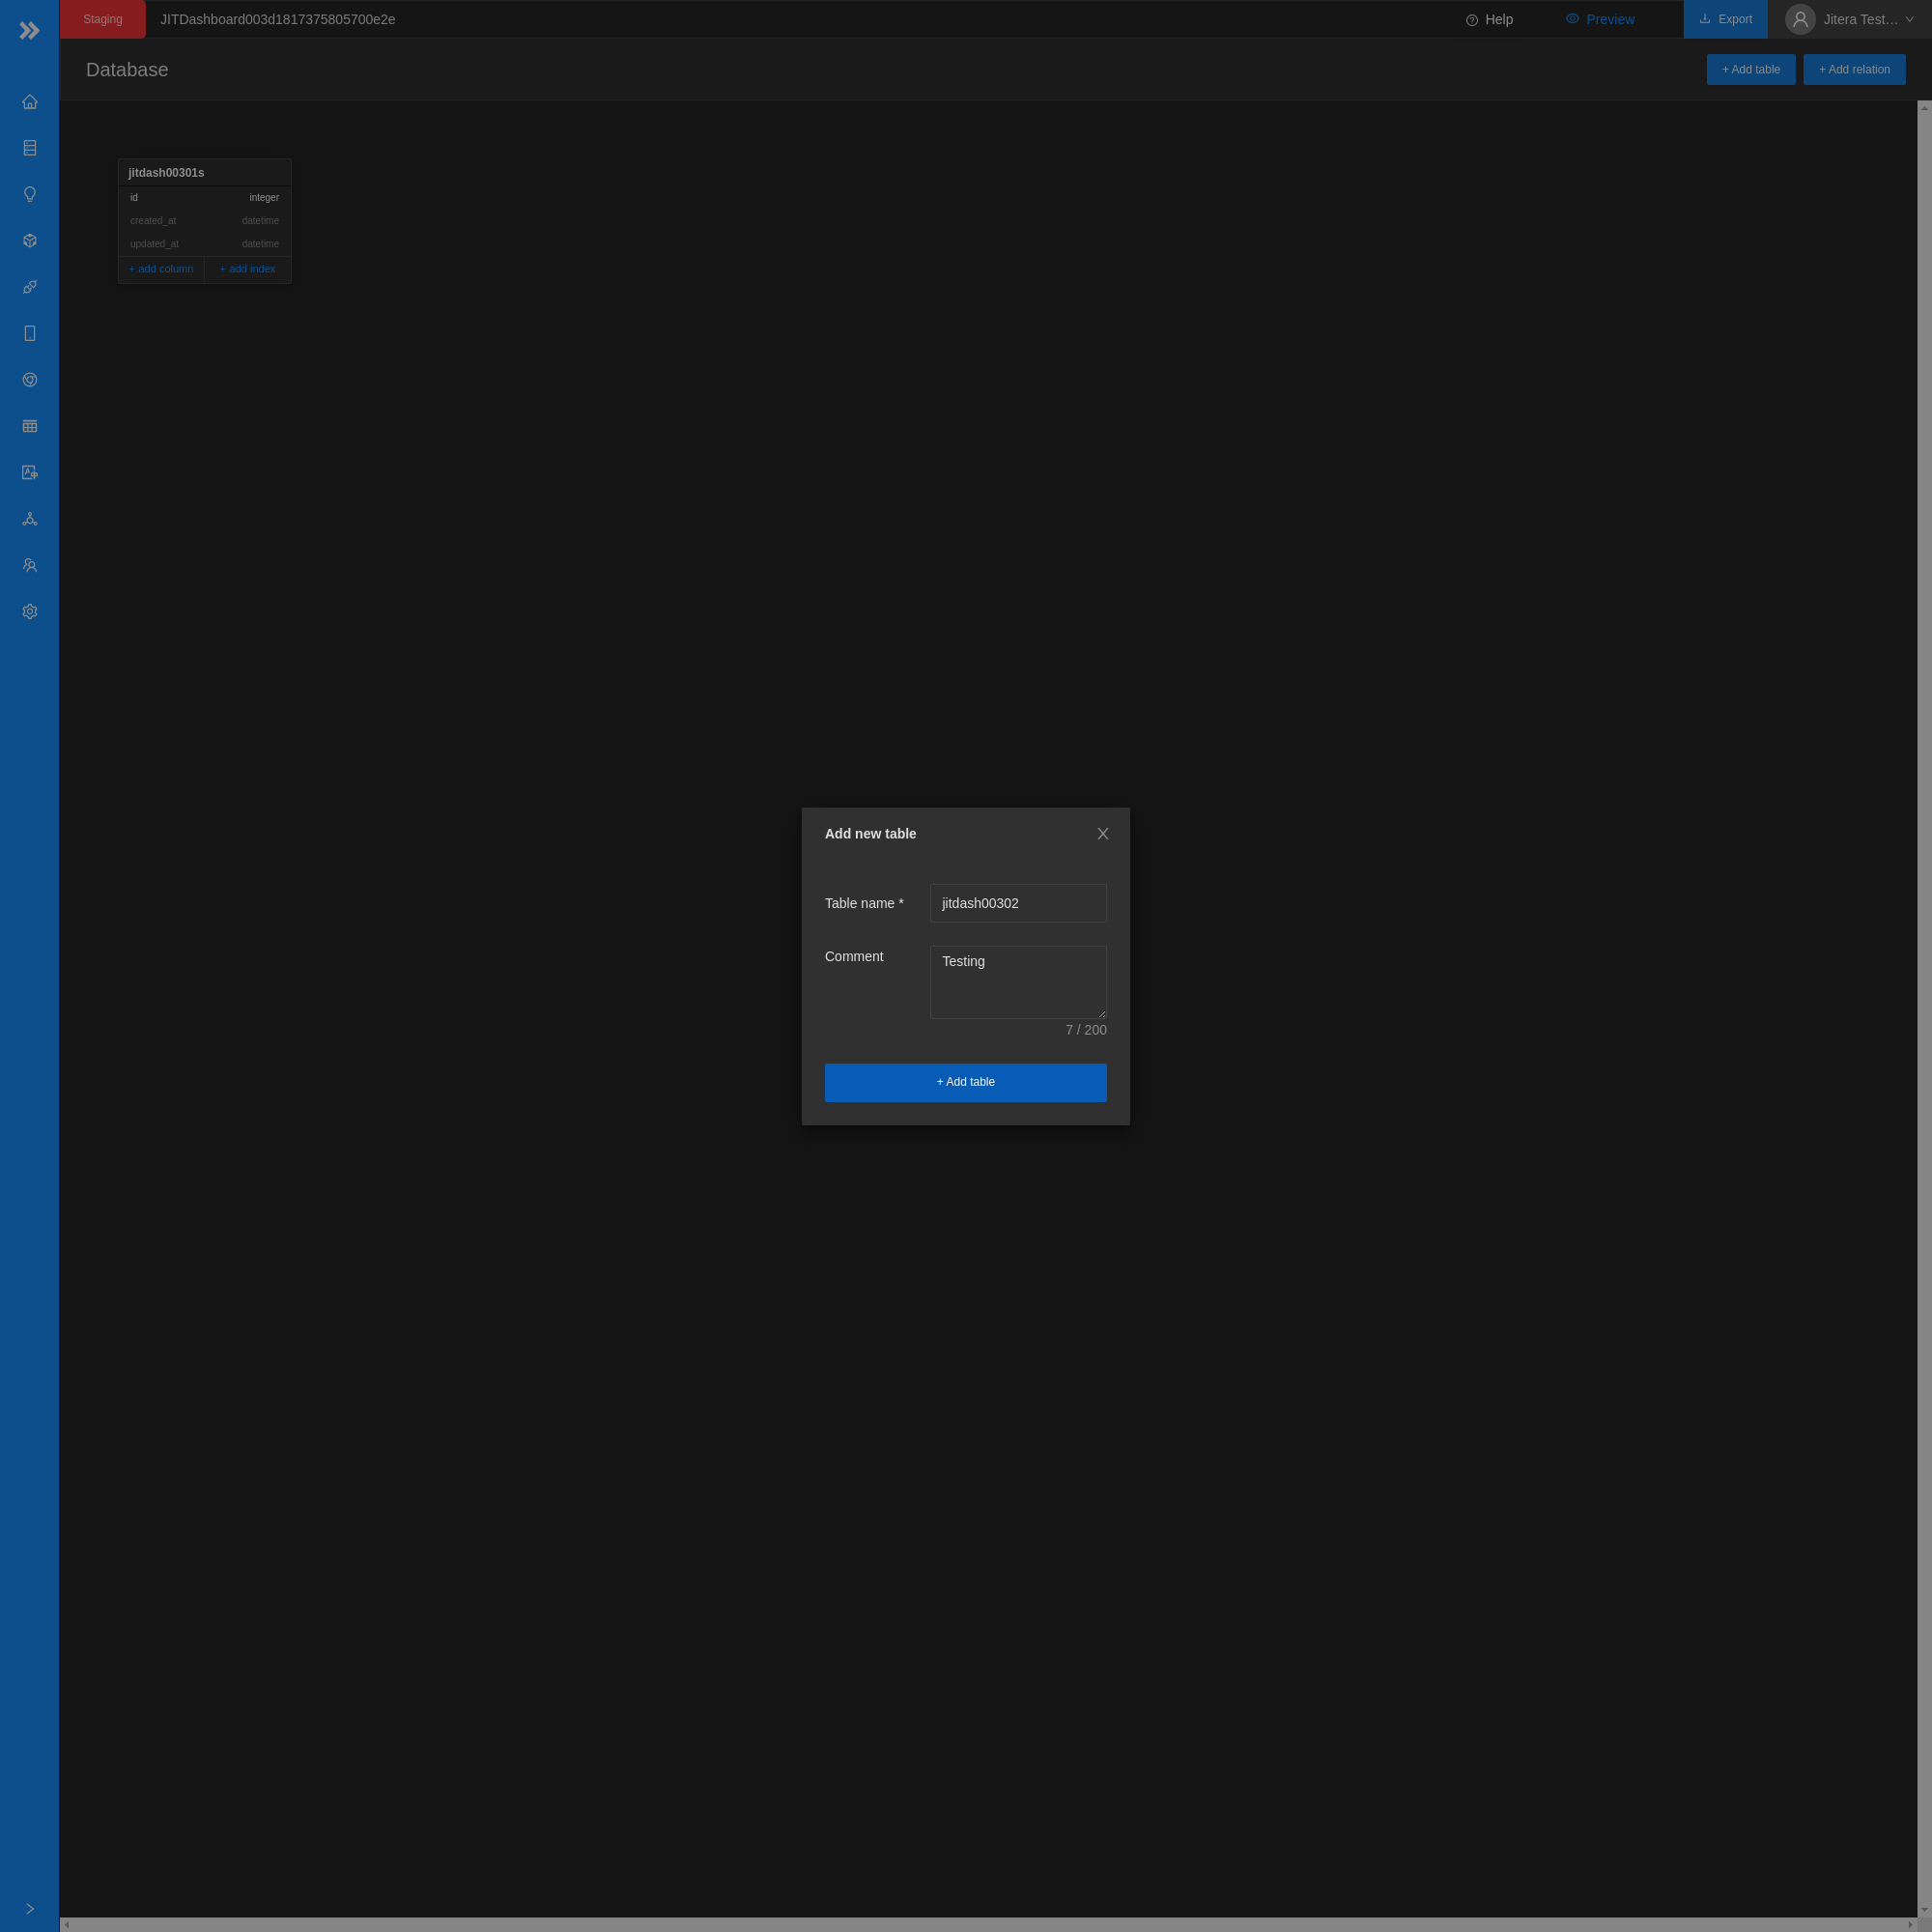 Staging
JITDashboard003d1817375805700e2e
Help
Preview
Export
Jitera Test…
Database
+ Add table
+ Add relation
jitdash00301s
id integer
created_at datetime
updated_at datetime
+ add column
+ add index
Add new table
Table name *
jitdash00302
Comment
Testing
7 / 200
+ Add table